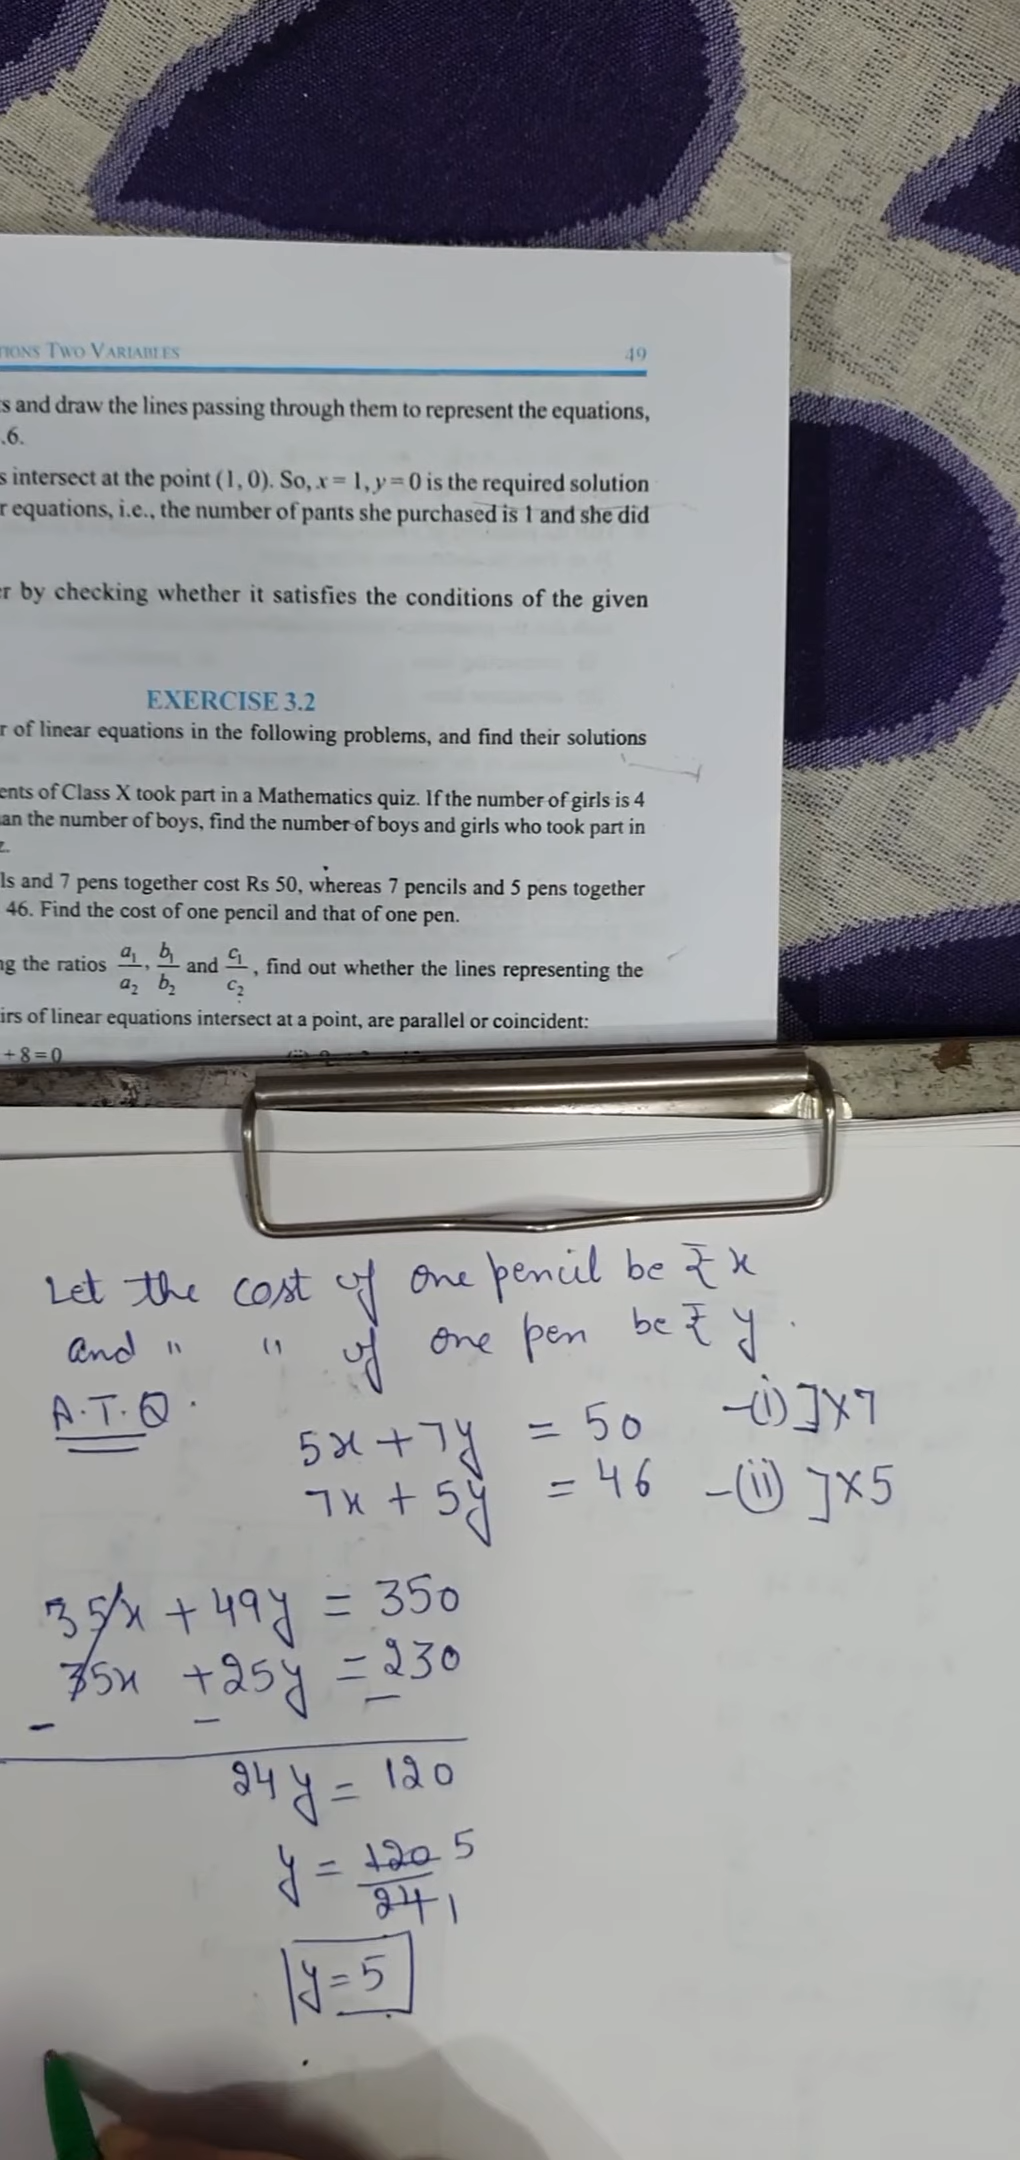 TIONS TWO VARIABLES 49
s and draw the lines passing through them to represent the equations,
.6.
s intersect at the point (1, 0). So, x = 1, y = 0 is the required solution
r equations, i.e., the number of pants she purchased is 1 and she did
er by checking whether it satisfies the conditions of the given
EXERCISE 3.2
r of linear equations in the following problems, and find their solutions
ents of Class X took part in a Mathematics quiz. If the number of girls is 4
an the number of boys, find the number of boys and girls who took part in
z.
ls and 7 pens together cost Rs 50, whereas 7 pencils and 5 pens together
46. Find the cost of one pencil and that of one pen.
ng the ratios a₁/a₂, b₁/b₂ and c₁/c₂, find out whether the lines representing the
irs of linear equations intersect at a point, are parallel or coincident:
+ 8 = 0
Let the cost of one pencil be ₹ x
and " " of one pen be ₹ y.
A.T.Q.
5x + 7y = 50 -(i) ]×7
7x + 5y = 46 -(ii) ]×5
35x + 49y = 350
35x + 25y = 230
- - -
24y = 120
y = 120/24 5 1
y = 5